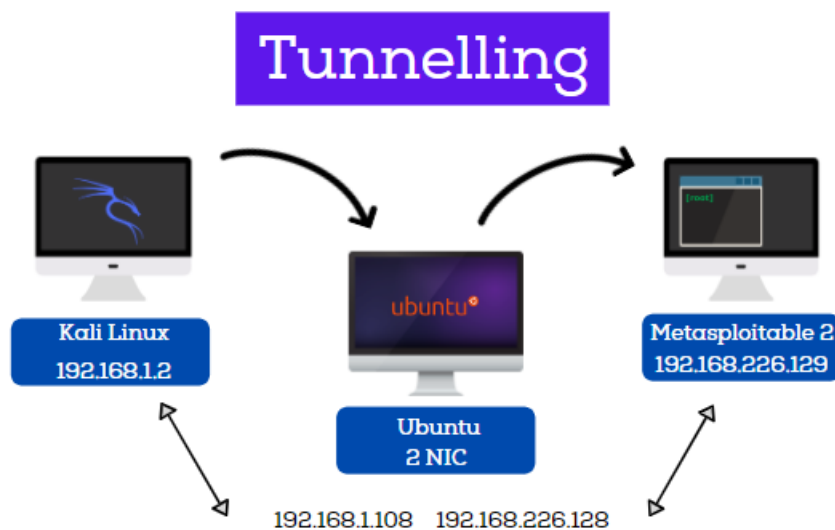 Tunnelling
[root]
ubuntu
Kali Linux
192.168.1.2
Metasploitable 2
192.168.226.129
Ubuntu
2 NIC
192.168.1.108 192.168.226.128